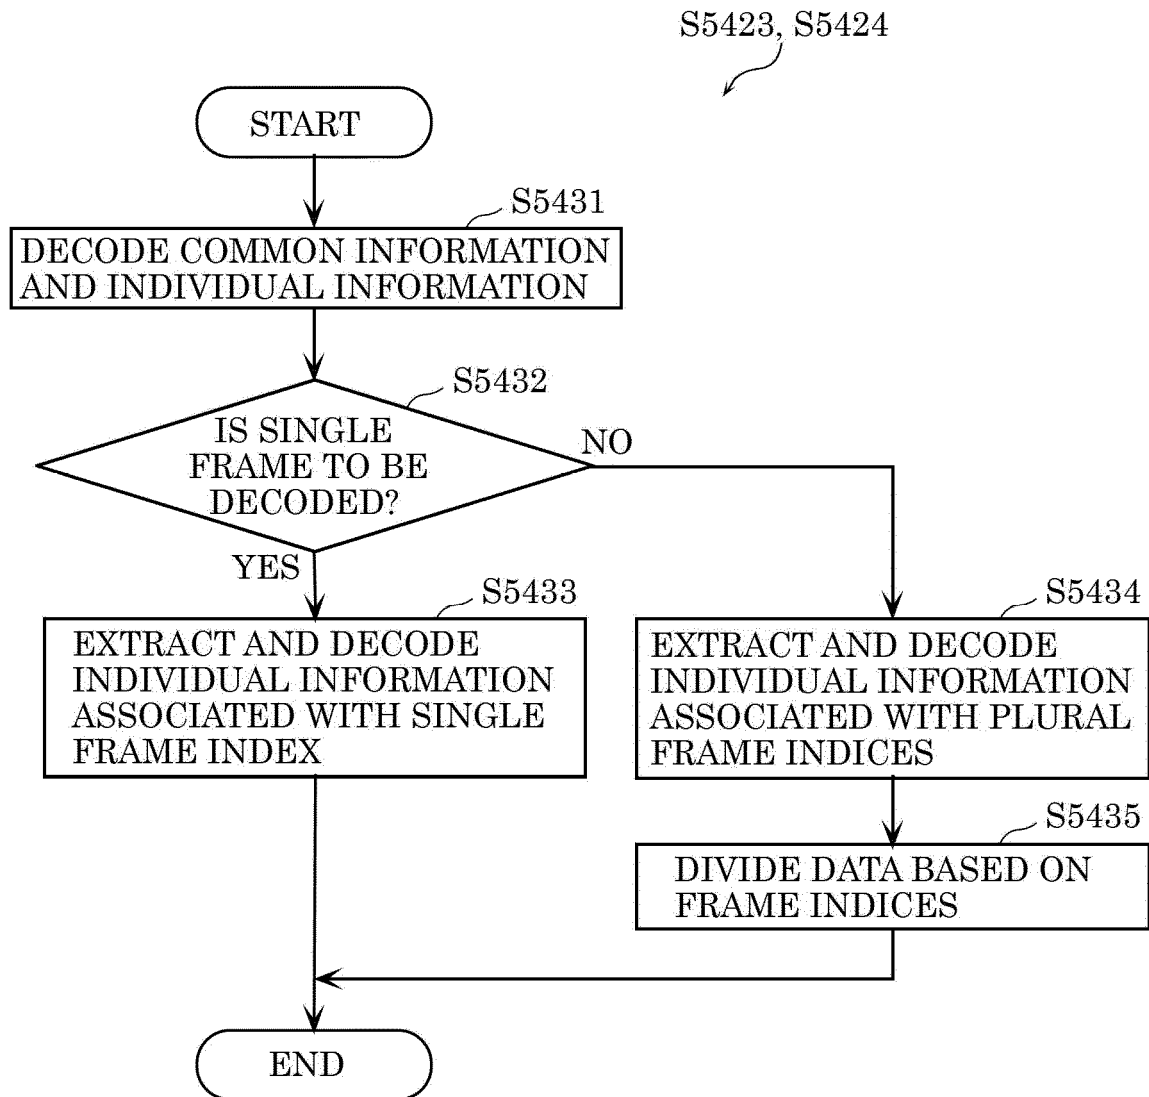 S5423, S5424
START
S5431
DECODE COMMON INFORMATION
AND INDIVIDUAL INFORMATION
S5432
IS SINGLE
FRAME TO BE
DECODED?
NO
YES
S5433
EXTRACT AND DECODE
INDIVIDUAL INFORMATION
ASSOCIATED WITH SINGLE
FRAME INDEX
S5434
EXTRACT AND DECODE
INDIVIDUAL INFORMATION
ASSOCIATED WITH PLURAL
FRAME INDICES
S5435
DIVIDE DATA BASED ON
FRAME INDICES
END